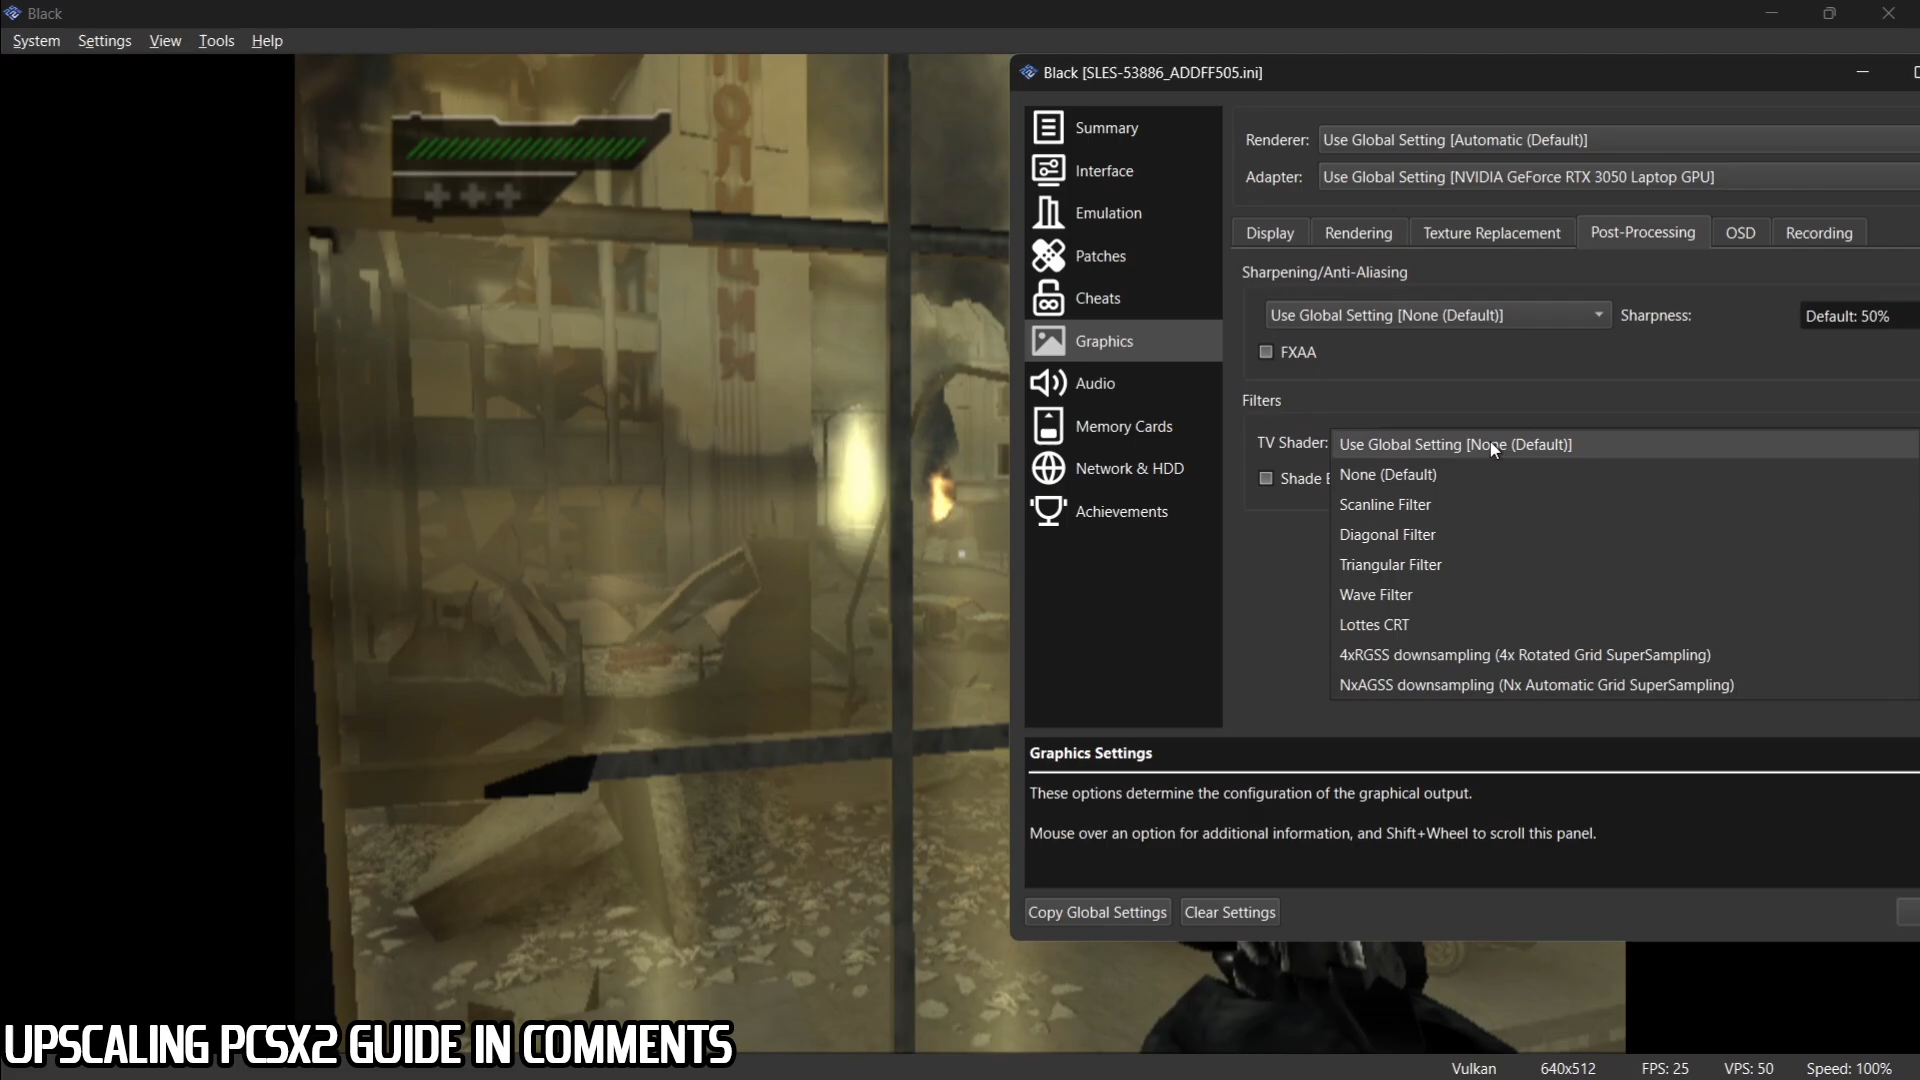 Black
System Settings View Tools Help
Black [SLES-53886_ADDFF505.ini]
Summary
Interface
Emulation
Patches
Cheats
Graphics
Audio
Memory Cards
Network & HDD
Achievements
Renderer: Use Global Setting [Automatic (Default)]
Adapter: Use Global Setting [NVIDIA GeForce RTX 3050 Laptop GPU]
Display Rendering Texture Replacement Post-Processing OSD Recording
Sharpening/Anti-Aliasing
Use Global Setting [None (Default)] Sharpness: Default: 50%
FXAA
Filters
TV Shader: Use Global Setting [None (Default)]
None (Default)
Shade
Scanline Filter
Diagonal Filter
Triangular Filter
Wave Filter
Lottes CRT
4xRGSS downsampling (4x Rotated Grid SuperSampling)
NxAGSS downsampling (Nx Automatic Grid SuperSampling)
Graphics Settings
These options determine the configuration of the graphical output.
Mouse over an option for additional information, and Shift+Wheel to scroll this panel.
Copy Global Settings Clear Settings
UPSCALING PCSX2 GUIDE IN COMMENTS
Vulkan 640x512 FPS: 25 VPS: 50 Speed: 100%